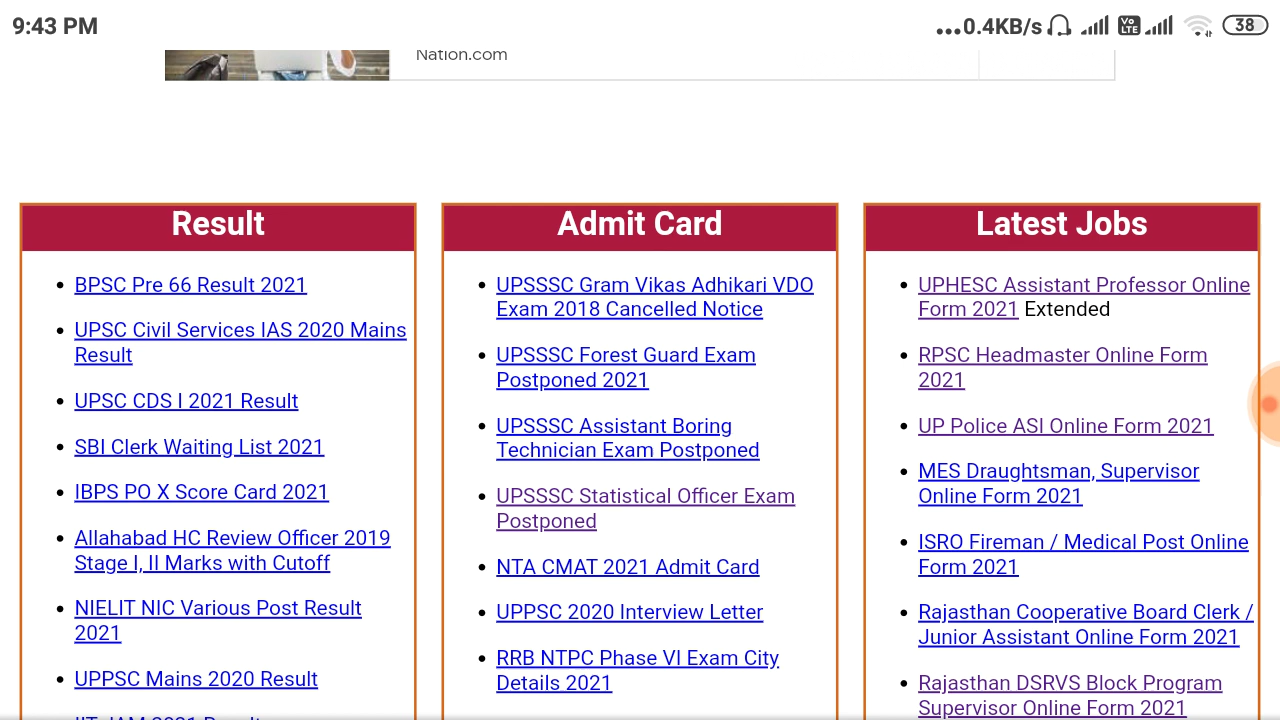 9:43 PM
...0.4KB/s
Vo LTE
38
Nation.com
Result
BPSC Pre 66 Result 2021
UPSC Civil Services IAS 2020 Mains
Result
UPSC CDS I 2021 Result
SBI Clerk Waiting List 2021
IBPS PO X Score Card 2021
Allahabad HC Review Officer 2019
Stage I, II Marks with Cutoff
NIELIT NIC Various Post Result
2021
UPPSC Mains 2020 Result
Admit Card
UPSSSC Gram Vikas Adhikari VDO
Exam 2018 Cancelled Notice
UPSSSC Forest Guard Exam
Postponed 2021
UPSSSC Assistant Boring
Technician Exam Postponed
UPSSSC Statistical Officer Exam
Postponed
NTA CMAT 2021 Admit Card
UPPSC 2020 Interview Letter
RRB NTPC Phase VI Exam City
Details 2021
Latest Jobs
UPHESC Assistant Professor Online
Form 2021 Extended
RPSC Headmaster Online Form
2021
UP Police ASI Online Form 2021
MES Draughtsman, Supervisor
Online Form 2021
ISRO Fireman / Medical Post Online
Form 2021
Rajasthan Cooperative Board Clerk /
Junior Assistant Online Form 2021
Rajasthan DSRVS Block Program
Supervisor Online Form 2021